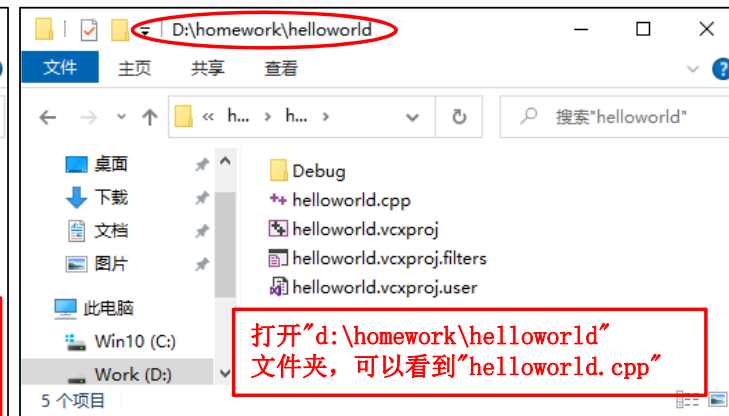 D:\homework\helloworld
文件 主页 共享 查看
« h... › h... ›
搜索"helloworld"
桌面
下载
文档
图片
此电脑
Win10 (C:)
Work (D:)
Debug
helloworld.cpp
helloworld.vcxproj
helloworld.vcxproj.filters
helloworld.vcxproj.user
打开"d:\homework\helloworld"
文件夹，可以看到"helloworld.cpp"
5 个项目